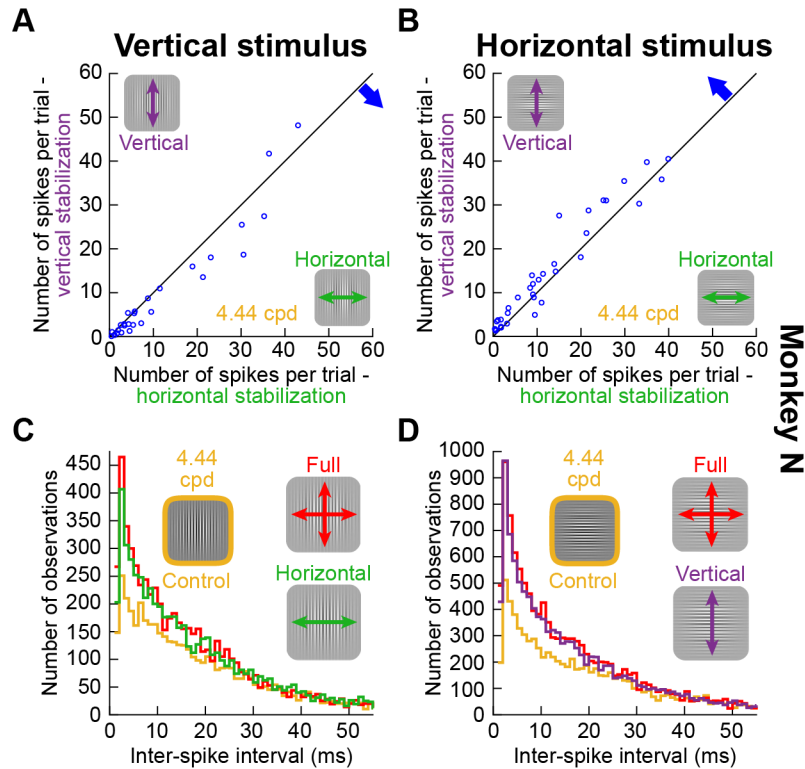 A
Vertical stimulus
Number of spikes per trial -
vertical stabilization
60
50
40
30
20
10
0
Vertical
Horizontal
4.44 cpd
0 10 20 30 40 50 60
Number of spikes per trial -
horizontal stabilization
B
Horizontal stimulus
Number of spikes per trial -
vertical stabilization
60
50
40
30
20
10
0
Vertical
Horizontal
4.44 cpd
0 10 20 30 40 50 60
Number of spikes per trial -
horizontal stabilization
Monkey N
C
Number of observations
450
400
350
300
250
200
150
100
50
0
4.44
cpd
Control
Full
Horizontal
0 10 20 30 40 50
Inter-spike interval (ms)
D
Number of observations
1000
900
800
700
600
500
400
300
200
100
0
4.44
cpd
Control
Full
Vertical
0 10 20 30 40 50
Inter-spike interval (ms)